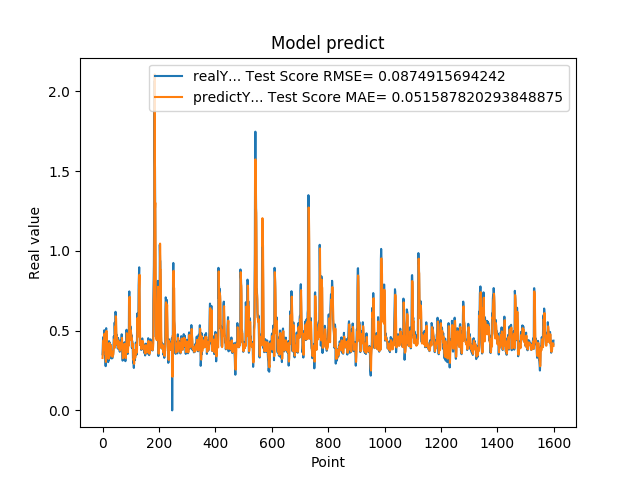 Model predict
realY... Test Score RMSE= 0.0874915694242
predictY... Test Score MAE= 0.051587820293848875
Real value
2.0
1.5
1.0
0.5
0.0
0 200 400 600 800 1000 1200 1400 1600
Point